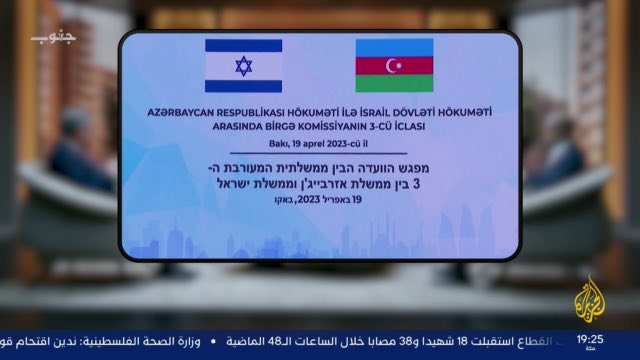 جنوب
AZƏRBAYCAN RESPUBLİKASI HÖKUMƏTİ İLƏ İSRAİL DÖVLƏTİ HÖKUMƏTİ
ARASINDA BİRGƏ KOMİSSİYANIN 3-CÜ İCLASI
Bakı, 19 aprel 2023-cü il
מפגש הוועדה הבין ממשלתית המעורבת ה-
3 בין ממשלת אזרבייג'ן וממשלת ישראל
19 באפריל 2023, באקו
الجزيرة
19:25
مكة
القطاع استقبلت 18 شهيدا و38 مصابا خلال الساعات الـ48 الماضية • وزارة الصحة الفلسطينية: ندين اقتحام